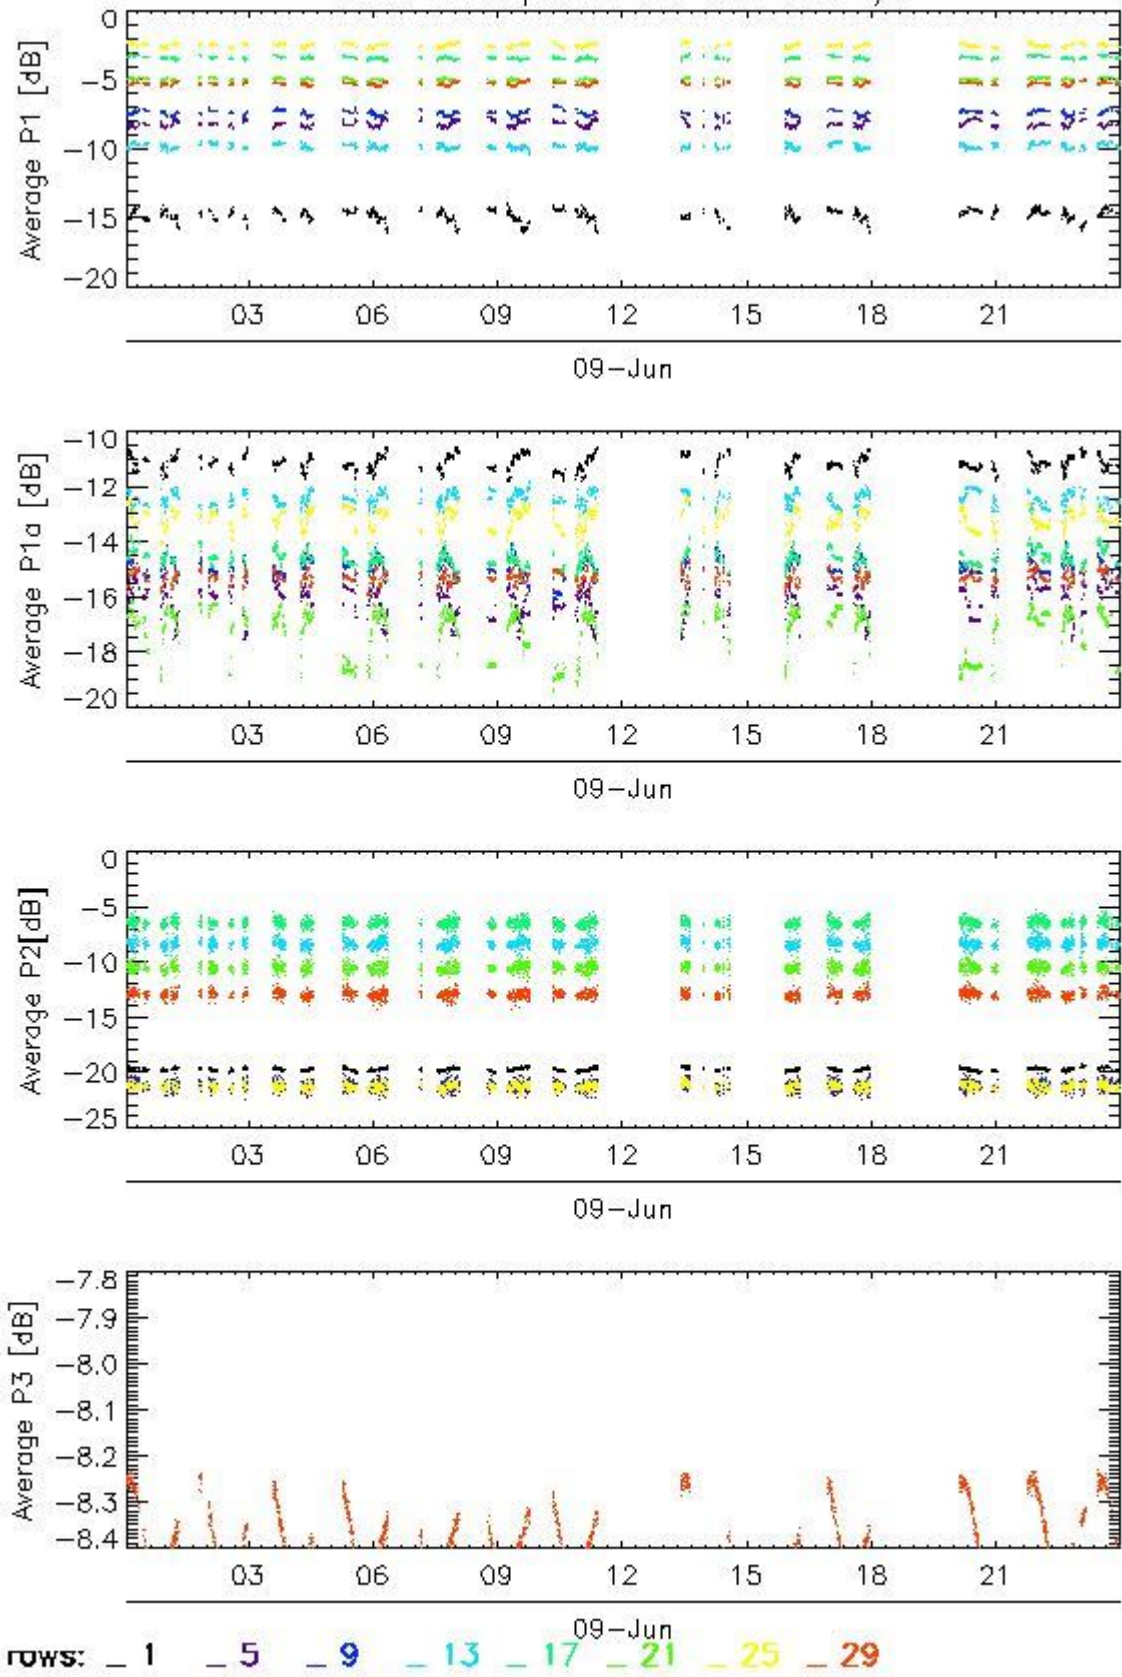 0
−5
−10
−15
−20
Average P1 [dB]
03 06 09 12 15 18 21
09−Jun
−10
−12
−14
−16
−18
−20
Average P1a [dB]
03 06 09 12 15 18 21
09−Jun
0
−5
−10
−15
−20
−25
Average P2[dB]
03 06 09 12 15 18 21
09−Jun
−7.8
−7.9
−8.0
−8.1
−8.2
−8.3
−8.4
Average P3 [dB]
03 06 09 12 15 18 21
09−Jun
rows: _ 1 _ 5 _ 9 _ 13 _ 17 _ 21 _ 25 _ 29